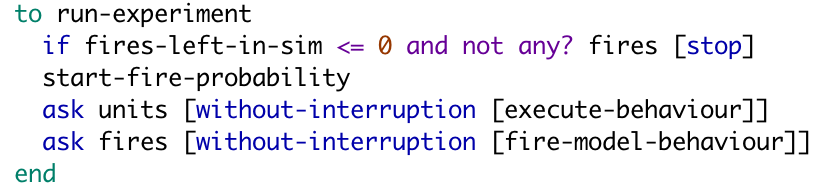 to run-experiment
if fires-left-in-sim <= 0 and not any? fires [stop]
start-fire-probability
ask units [without-interruption [execute-behaviour]]
ask fires [without-interruption [fire-model-behaviour]]
end